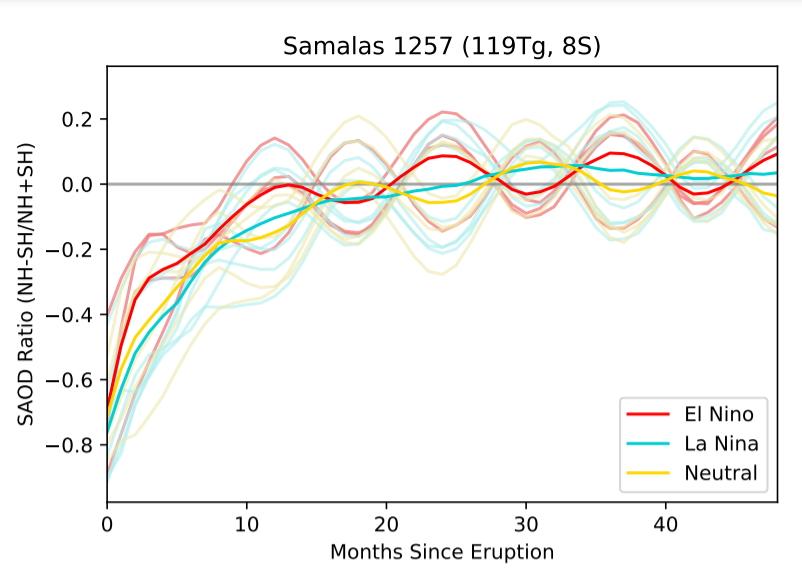 Samalas 1257 (119Tg, 8S)
SAOD Ratio (NH-SH/NH+SH)
0.2
0.0
−0.2
−0.4
−0.6
−0.8
El Nino
La Nina
Neutral
0 10 20 30 40
Months Since Eruption